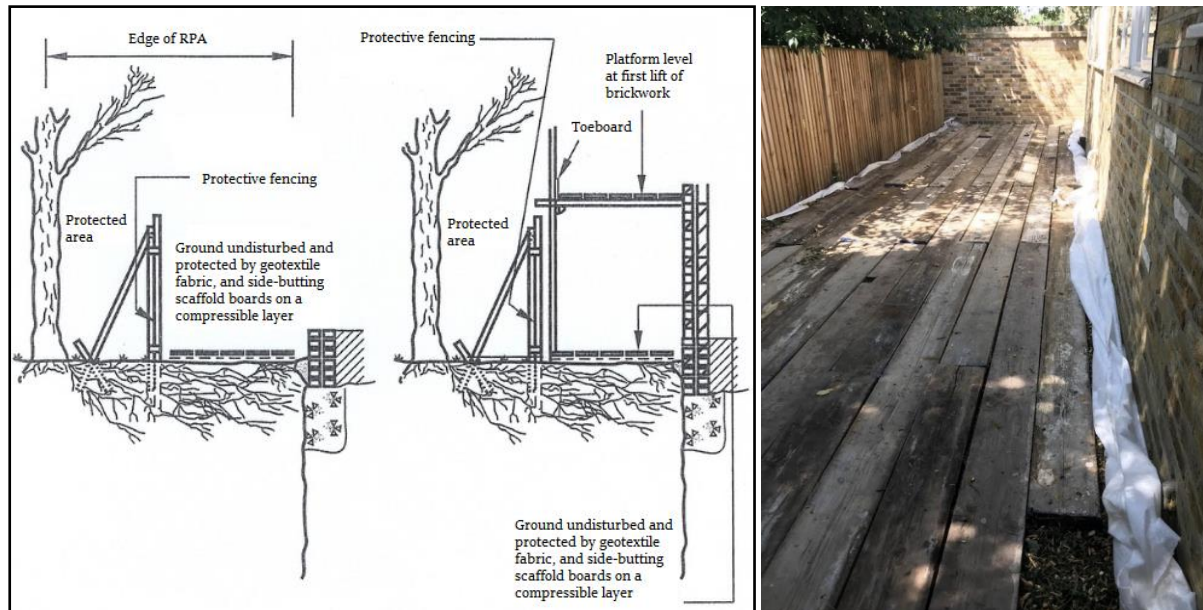 Edge of RPA
Protective fencing
Protected
area
Ground undisturbed and
protected by geotextile
fabric, and side-butting
scaffold boards on a
compressible layer
Protective fencing
Platform level
at first lift of
brickwork
Toeboard
Protected
area
Ground undisturbed and
protected by geotextile
fabric, and side-butting
scaffold boards on a
compressible layer